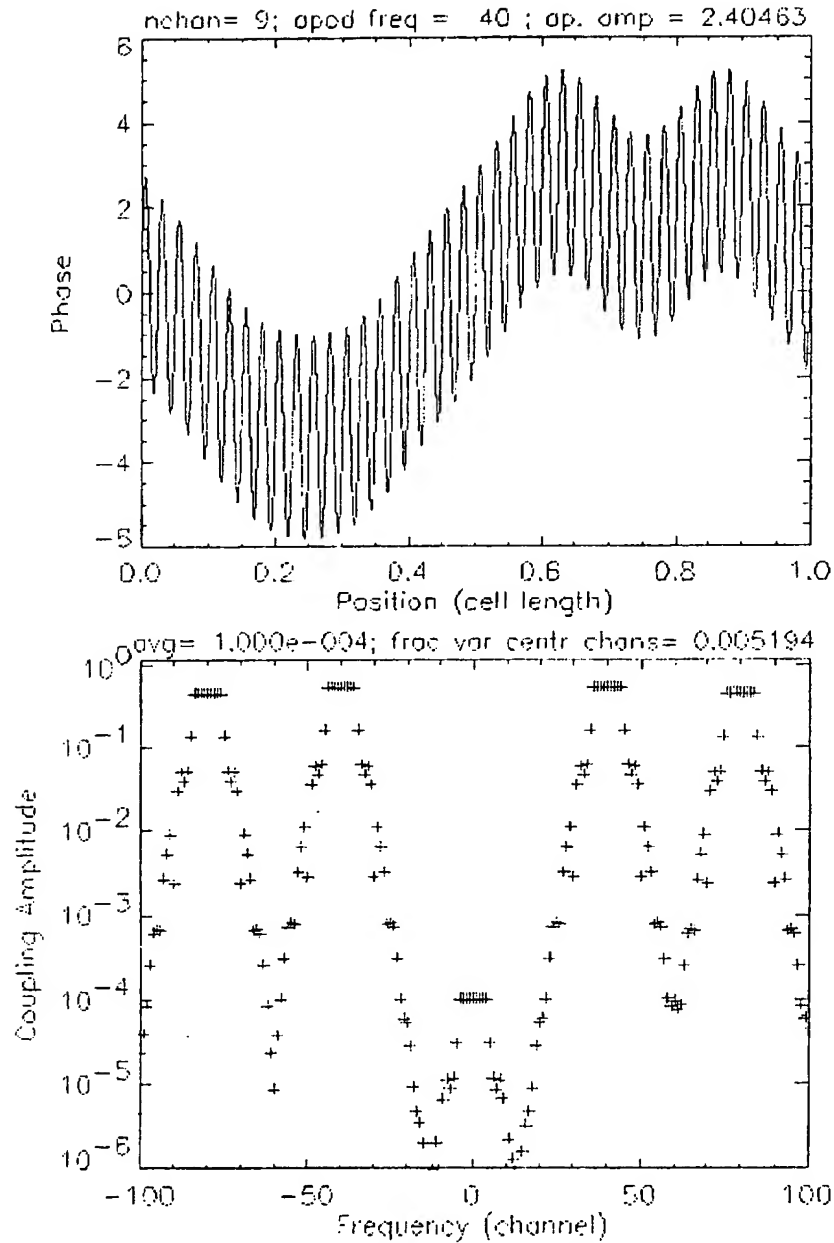 nchan= 9; apod freq = 40 ; ap. amp = 2.40463
6
4
2
0
-2
-4
-6
Phase
0.0 0.2 0.4 0.6 0.8 1.0
Position (cell length)
avg= 1.000e-004; frac var centr chans= 0.005194
10^0
10^-1
10^-2
10^-3
10^-4
10^-5
10^-6
Coupling Amplitude
-100 -50 0 50 100
Frequency (channel)